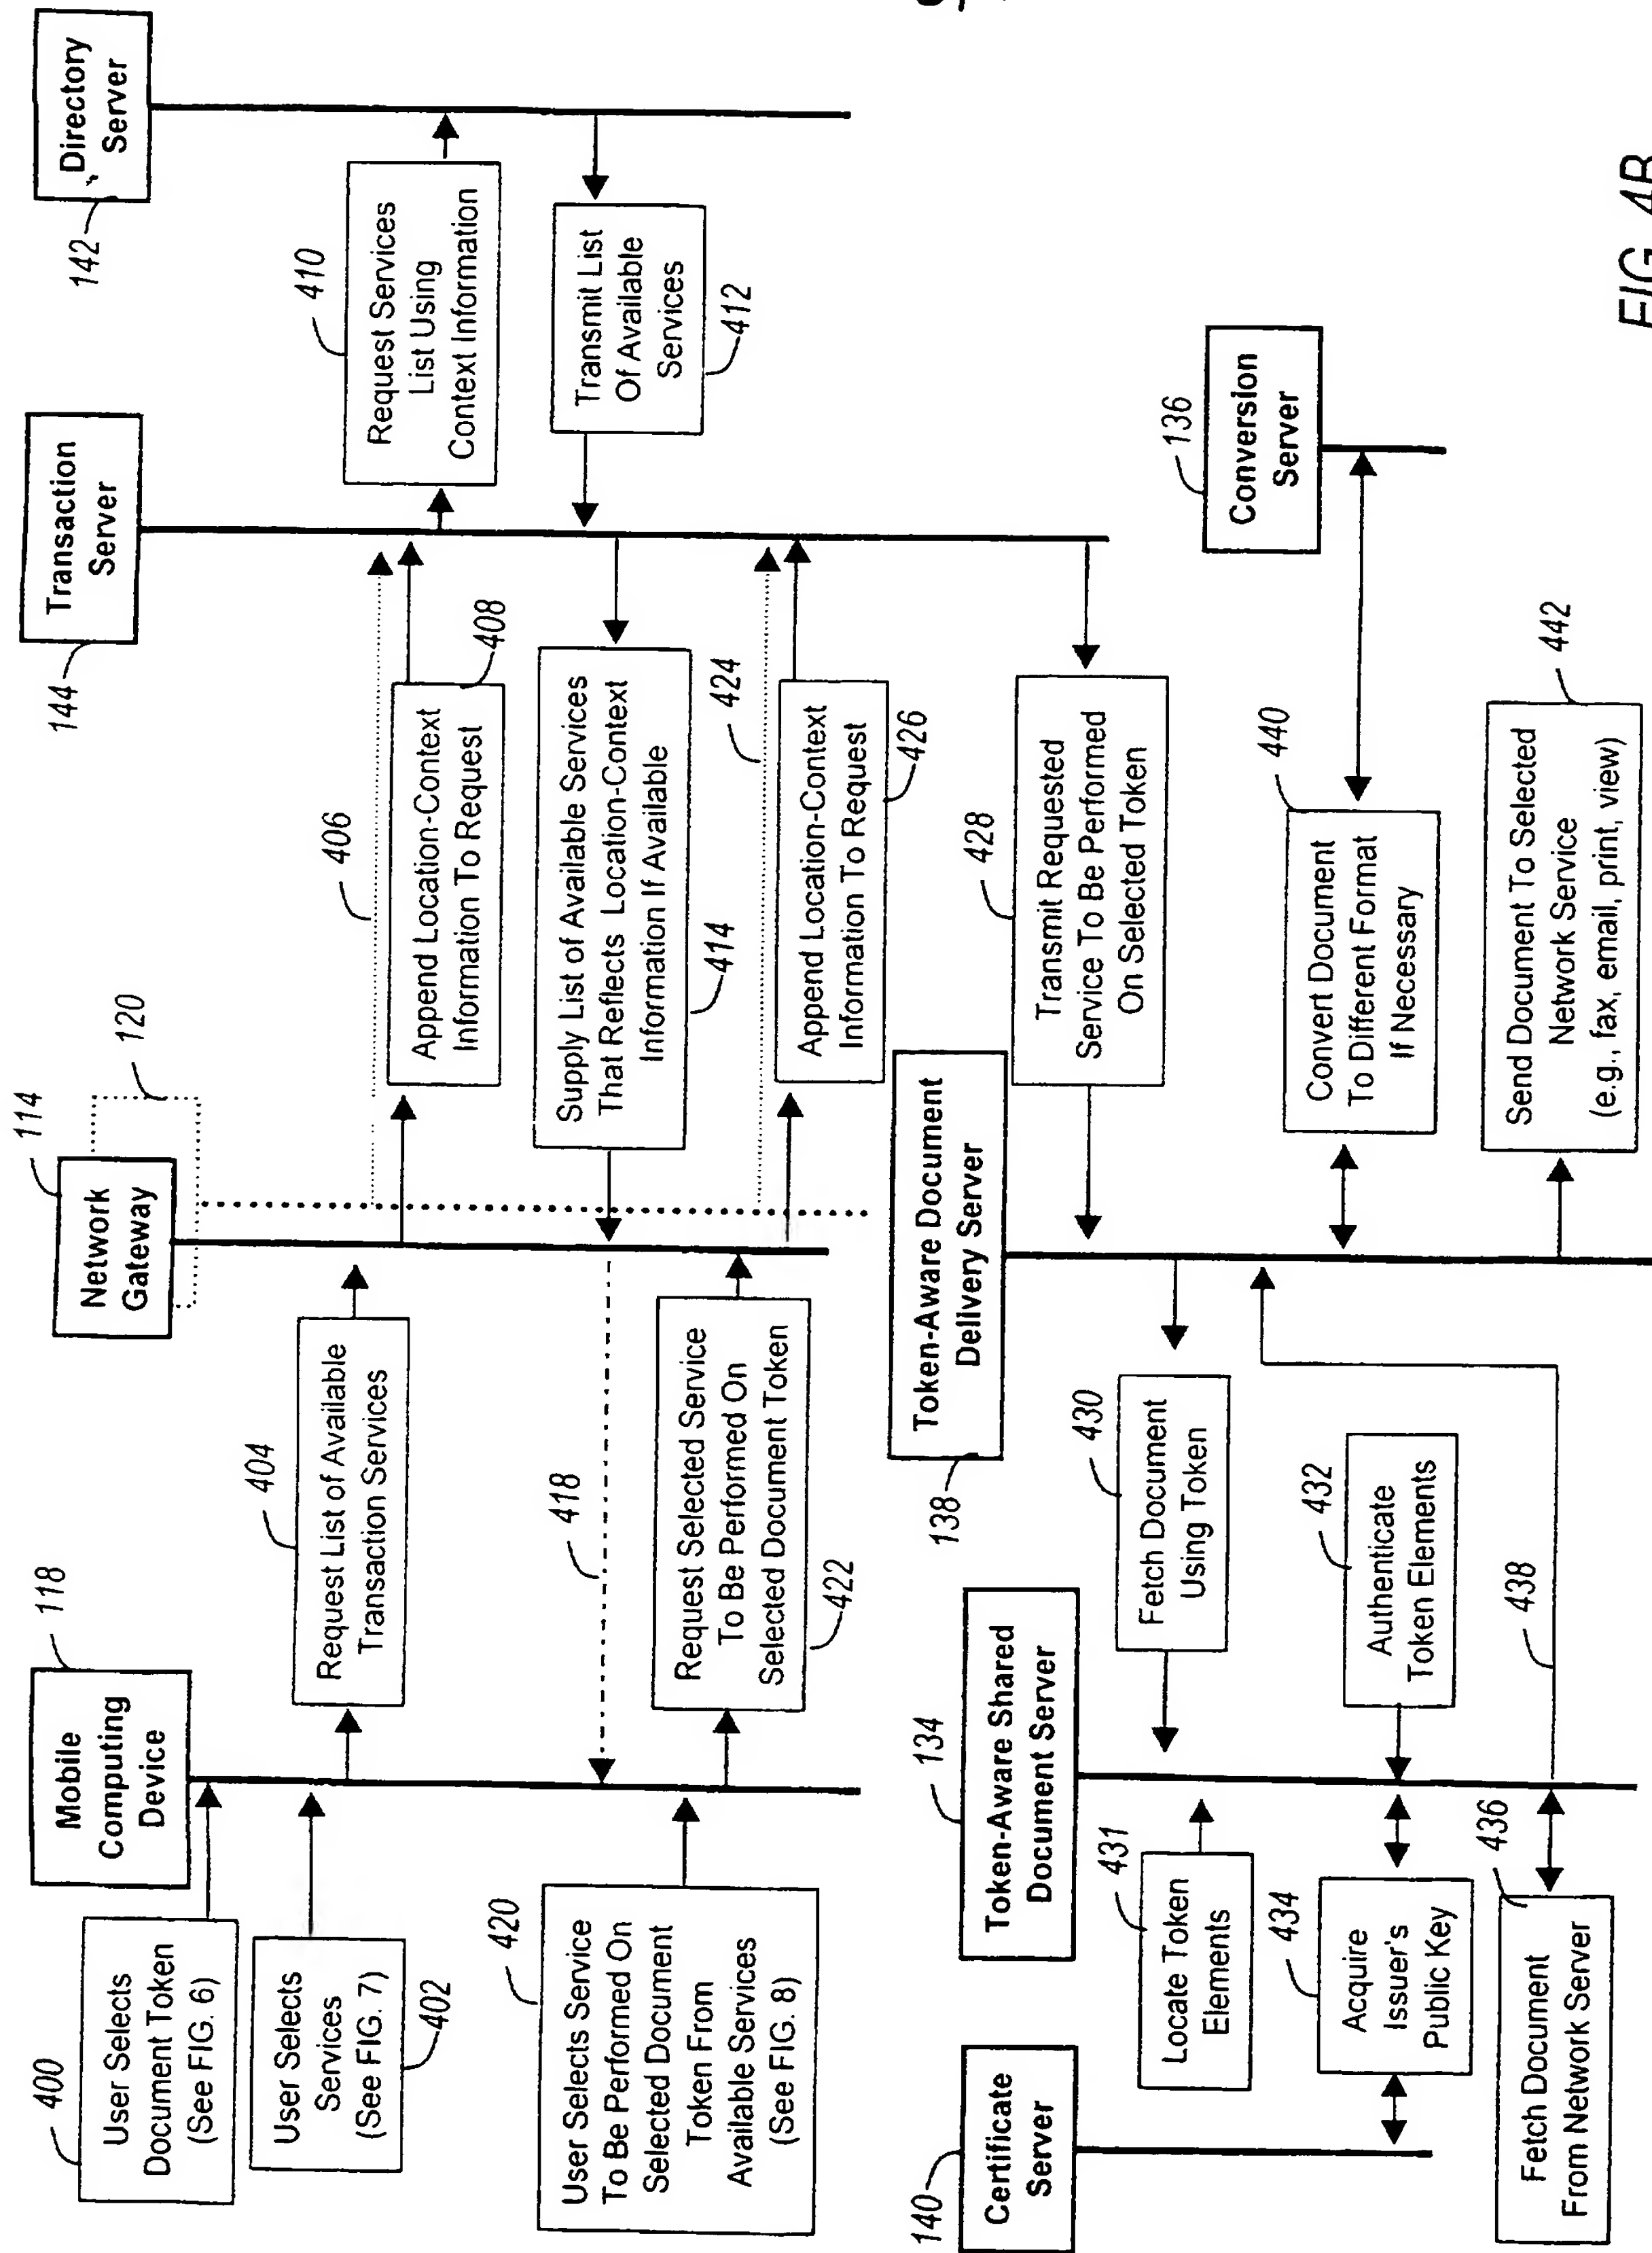 118
Mobile
Computing
Device
114
Network
Gateway
120
144
Transaction
Server
142
Directory
Server
400
User Selects
Document Token
(See FIG. 6)
User Selects
Services
(See FIG. 7)
402
404
Request List of Available
Transaction Services
406
Append Location-Context
Information To Request
408
410
Request Services
List Using
Context Information
Transmit List
Of Available
Services
412
Supply List of Available Services
That Reflects Location-Context
Information If Available
414
418
420
User Selects Service
To Be Performed On
Selected Document
Token From
Available Services
(See FIG. 8)
Request Selected Service
To Be Performed On
Selected Document Token
422
424
Append Location-Context
Information To Request
426
140
Certificate
Server
134
Token-Aware Shared
Document Server
138
Token-Aware Document
Delivery Server
136
Conversion
Server
428
Transmit Requested
Service To Be Performed
On Selected Token
430
Fetch Document
Using Token
431
Locate Token
Elements
432
Authenticate
Token Elements
434
Acquire
Issuer's
Public Key
436
Fetch Document
From Network Server
438
440
Convert Document
To Different Format
If Necessary
442
Send Document To Selected
Network Service
(e.g., fax, email, print, view)
FIG. 4B